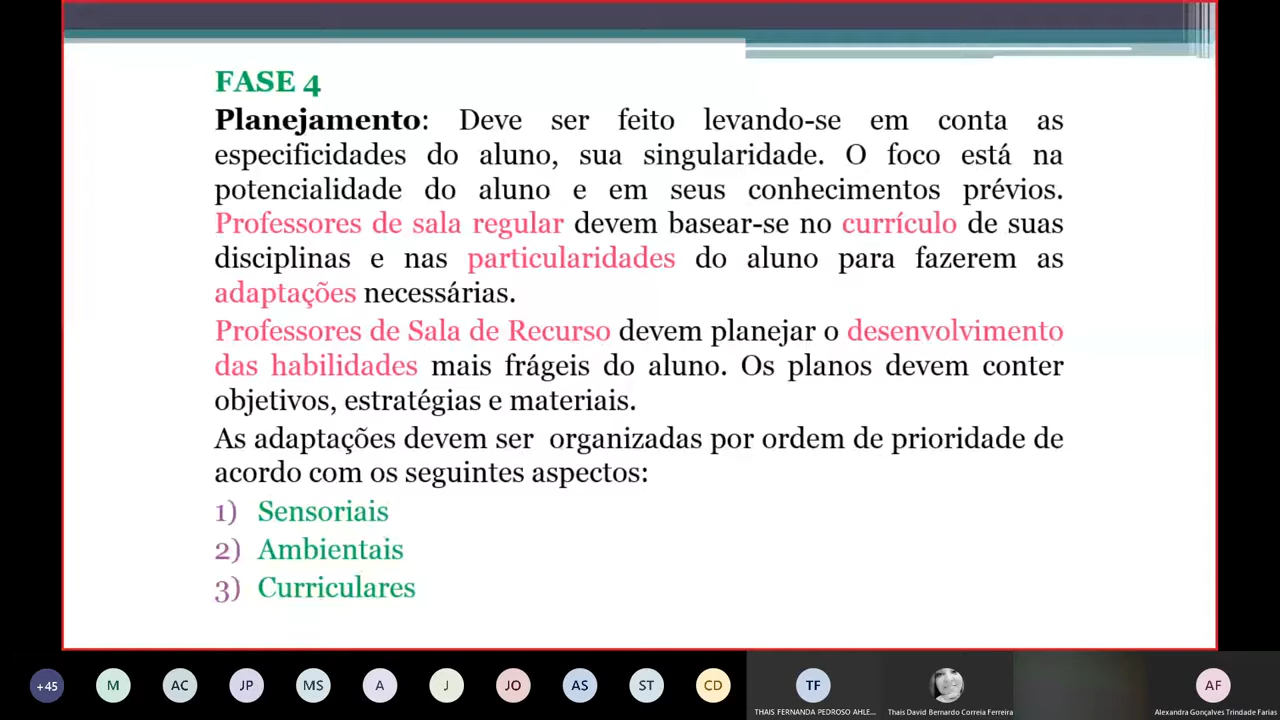 FASE 4
Planejamento: Deve ser feito levando-se em conta as
especificidades do aluno, sua singularidade. O foco está na
potencialidade do aluno e em seus conhecimentos prévios.
Professores de sala regular devem basear-se no currículo de suas
disciplinas e nas particularidades do aluno para fazerem as
adaptações necessárias.
Professores de Sala de Recurso devem planejar o desenvolvimento
das habilidades mais frágeis do aluno. Os planos devem conter
objetivos, estratégias e materiais.
As adaptações devem ser organizadas por ordem de prioridade de
acordo com os seguintes aspectos:
1) Sensoriais
2) Ambientais
3) Curriculares
+45 M AC JP MS A J JO AS ST CD TF AF
THAIS FERNANDA PEDROSO AHLE... Thais David Bernardo Correia Ferreira Alexandra Gonçalves Trindade Farias